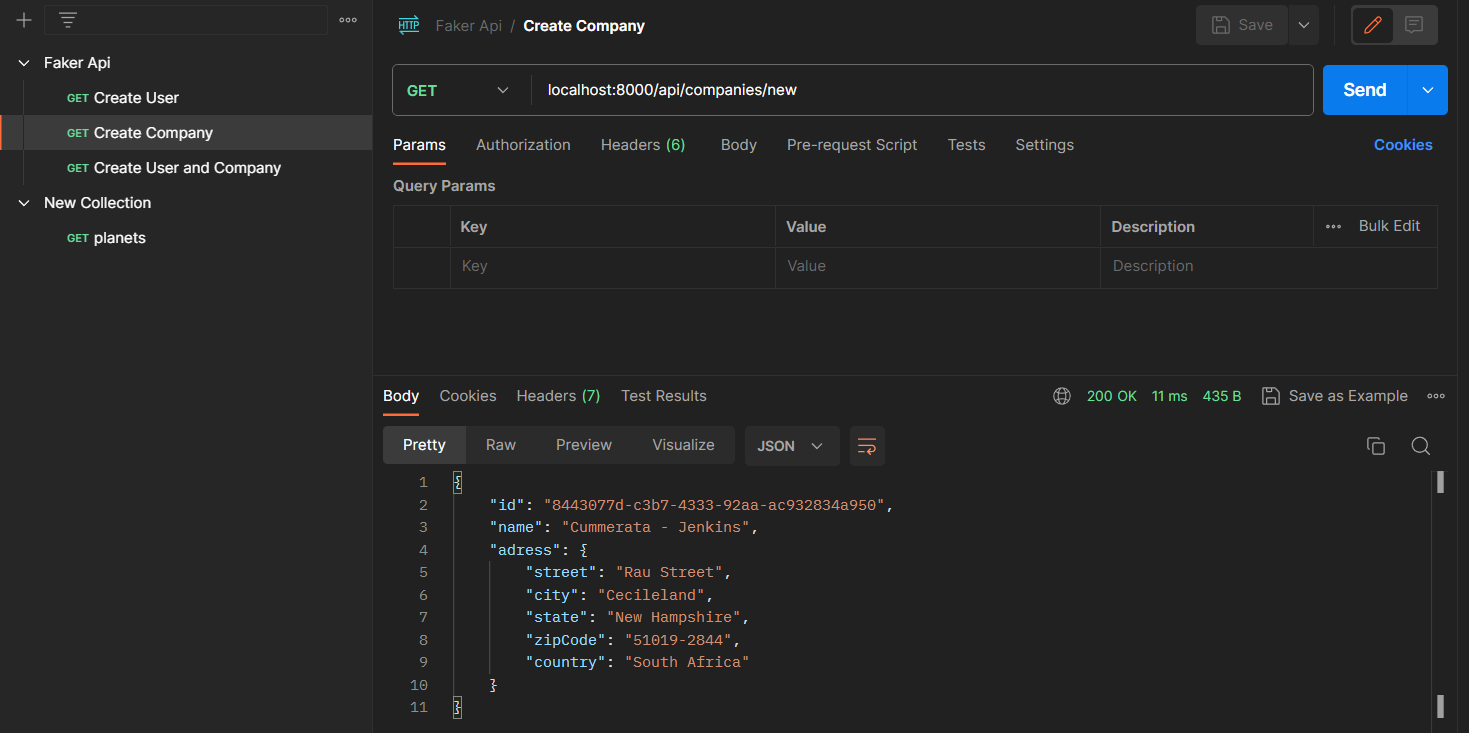 Faker Api
GET Create User
GET Create Company
GET Create User and Company
New Collection
GET planets
HTTP Faker Api / Create Company
Save
GET localhost:8000/api/companies/new
Send
Params Authorization Headers (6) Body Pre-request Script Tests Settings Cookies
Query Params
Key Value Description Bulk Edit
Key Value Description
Body Cookies Headers (7) Test Results 200 OK 11 ms 435 B Save as Example
Pretty Raw Preview Visualize JSON
1 {
2 "id": "8443077d-c3b7-4333-92aa-ac932834a950",
3 "name": "Cummerata - Jenkins",
4 "adress": {
5 "street": "Rau Street",
6 "city": "Cecileland",
7 "state": "New Hampshire",
8 "zipCode": "51019-2844",
9 "country": "South Africa"
10 }
11 }